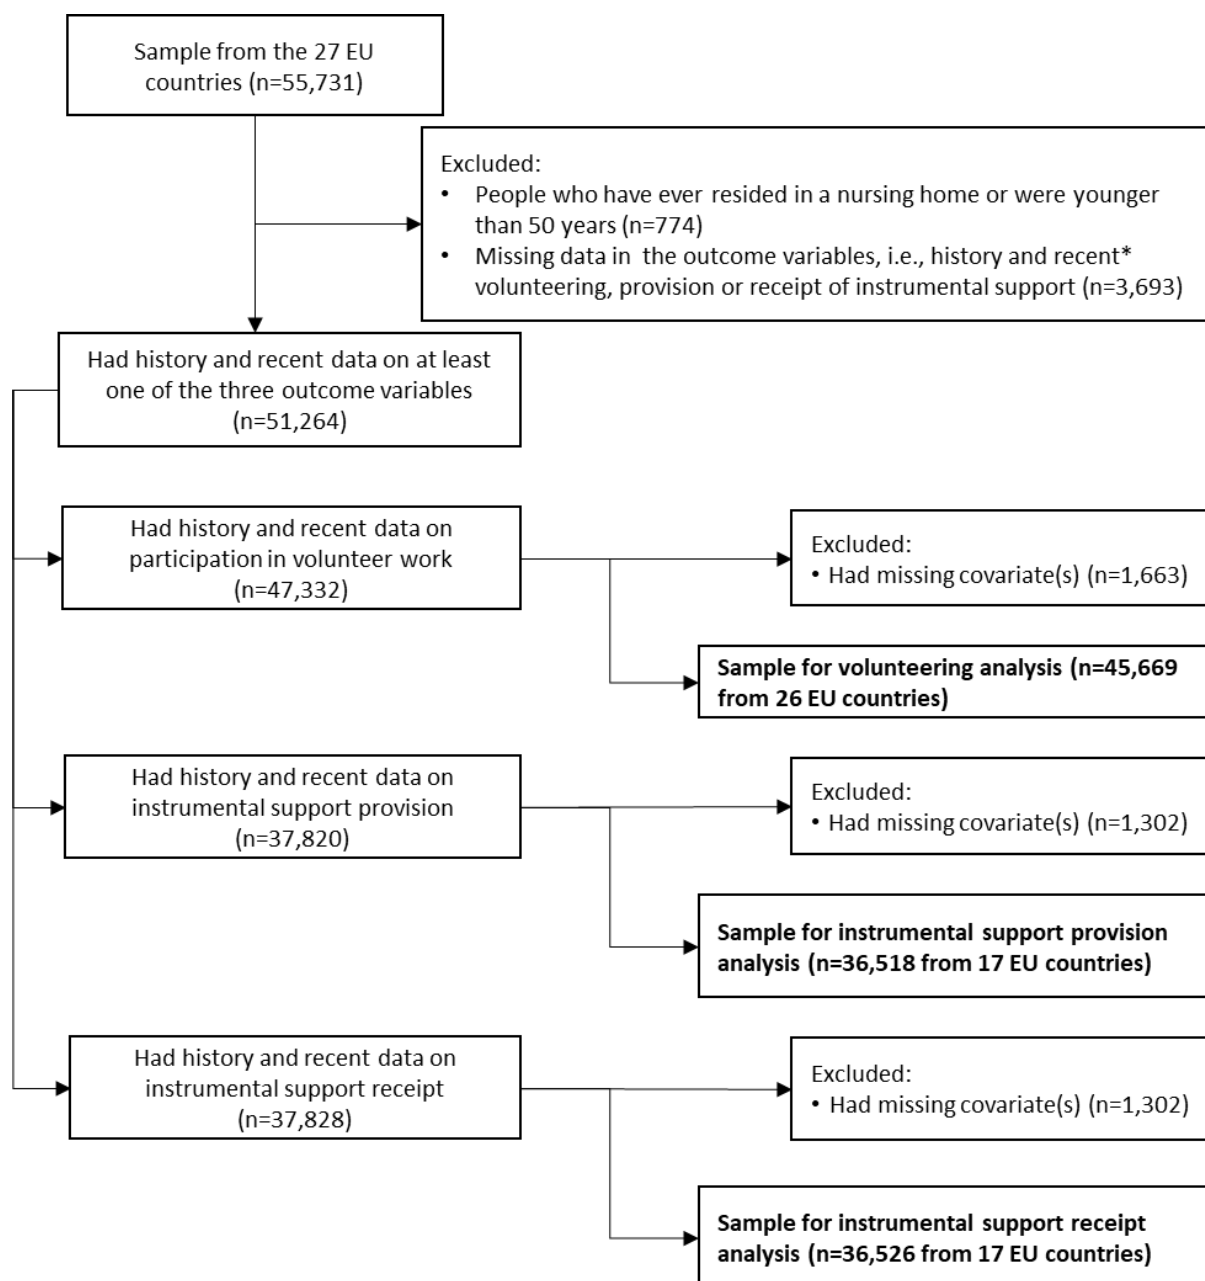 Sample from the 27 EU
countries (n=55,731)
Excluded:
• People who have ever resided in a nursing home or were younger
than 50 years (n=774)
• Missing data in the outcome variables, i.e., history and recent*
volunteering, provision or receipt of instrumental support (n=3,693)
Had history and recent data on at least
one of the three outcome variables
(n=51,264)
Had history and recent data on
participation in volunteer work
(n=47,332)
Excluded:
• Had missing covariate(s) (n=1,663)
Sample for volunteering analysis (n=45,669
from 26 EU countries)
Had history and recent data on
instrumental support provision
(n=37,820)
Excluded:
• Had missing covariate(s) (n=1,302)
Sample for instrumental support provision
analysis (n=36,518 from 17 EU countries)
Had history and recent data on
instrumental support receipt
(n=37,828)
Excluded:
• Had missing covariate(s) (n=1,302)
Sample for instrumental support receipt
analysis (n=36,526 from 17 EU countries)